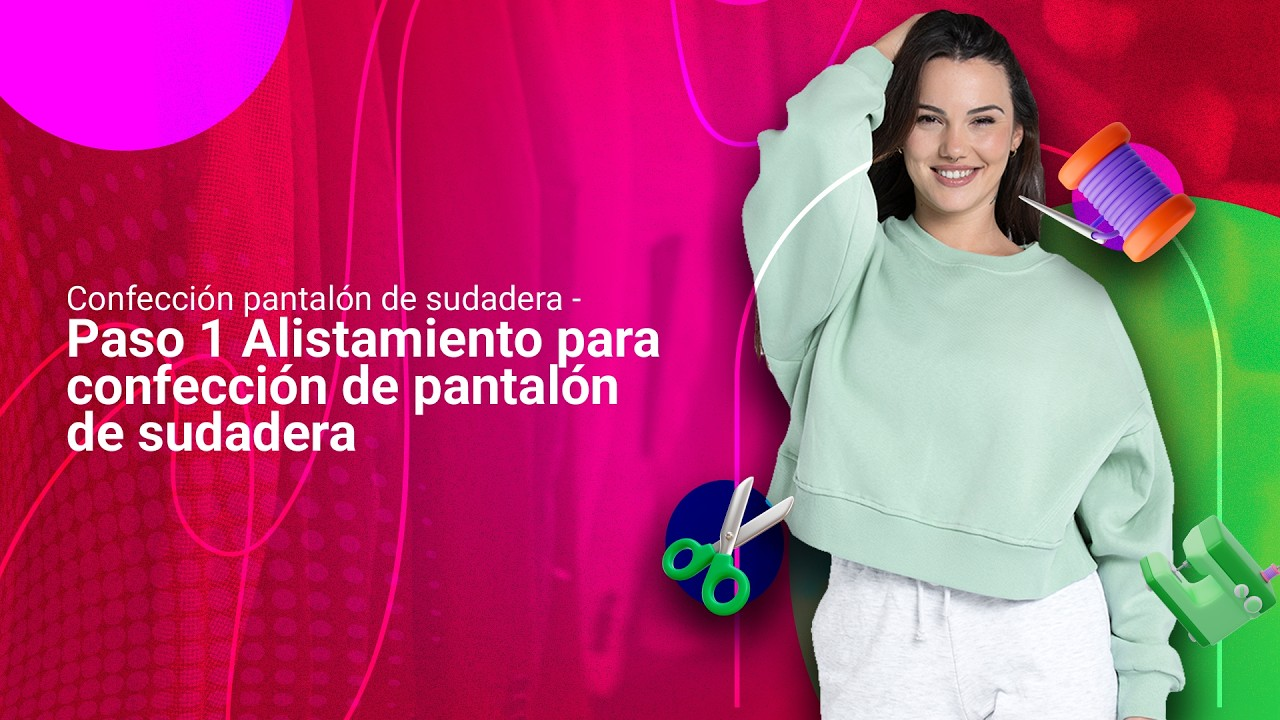 Confección pantalón de sudadera -
Paso 1 Alistamiento para
confección de pantalón
de sudadera